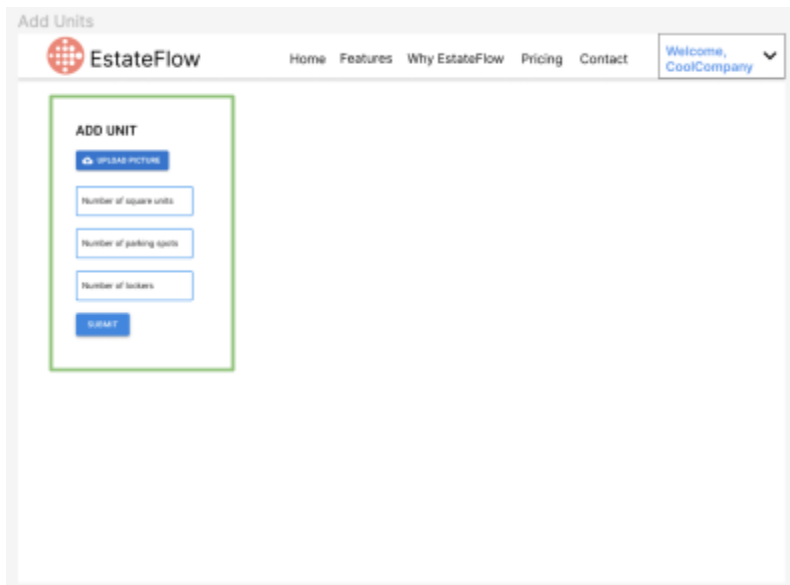 Add Units
EstateFlow
Home Features Why EstateFlow Pricing Contact
Welcome,
CoolCompany
ADD UNIT
UPLOAD PICTURE
Number of square units
Number of parking spots
Number of lockers
SUBMIT